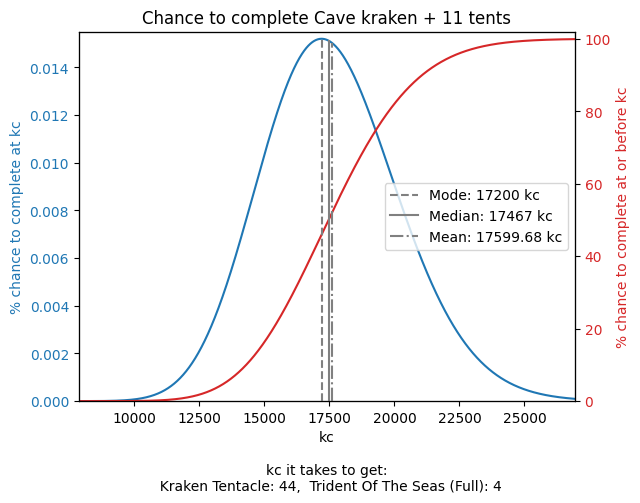 Chance to complete Cave kraken + 11 tents
% chance to complete at kc
0.014
0.012
0.010
0.008
0.006
0.004
0.002
0.000
100
80
60
40
20
0
% chance to complete at or before kc
Mode: 17200 kc
Median: 17467 kc
Mean: 17599.68 kc
10000 12500 15000 17500 20000 22500 25000
kc
kc it takes to get:
Kraken Tentacle: 44,  Trident Of The Seas (Full): 4